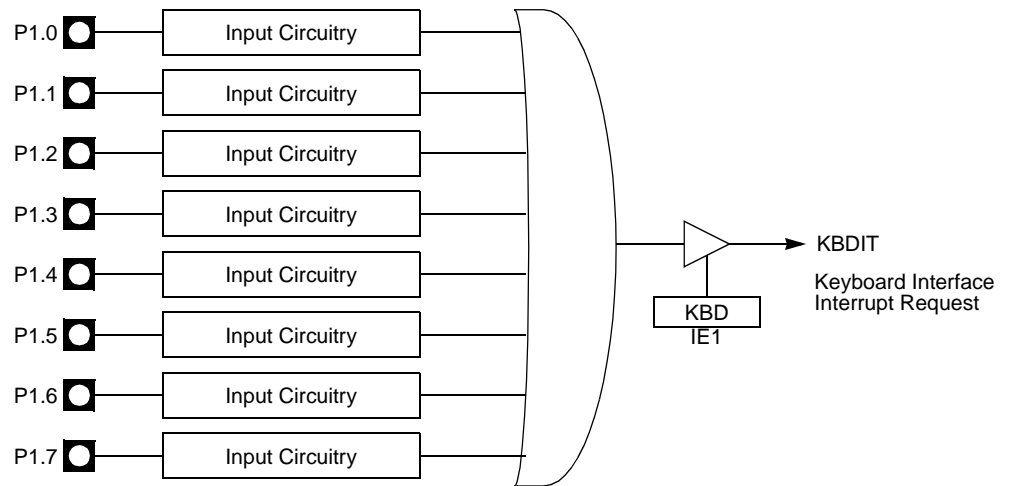 P1.0 Input Circuitry
P1.1 Input Circuitry
P1.2 Input Circuitry
P1.3 Input Circuitry
P1.4 Input Circuitry
P1.5 Input Circuitry
P1.6 Input Circuitry
P1.7 Input Circuitry
KBDIT
Keyboard Interface
Interrupt Request
KBD
IE1